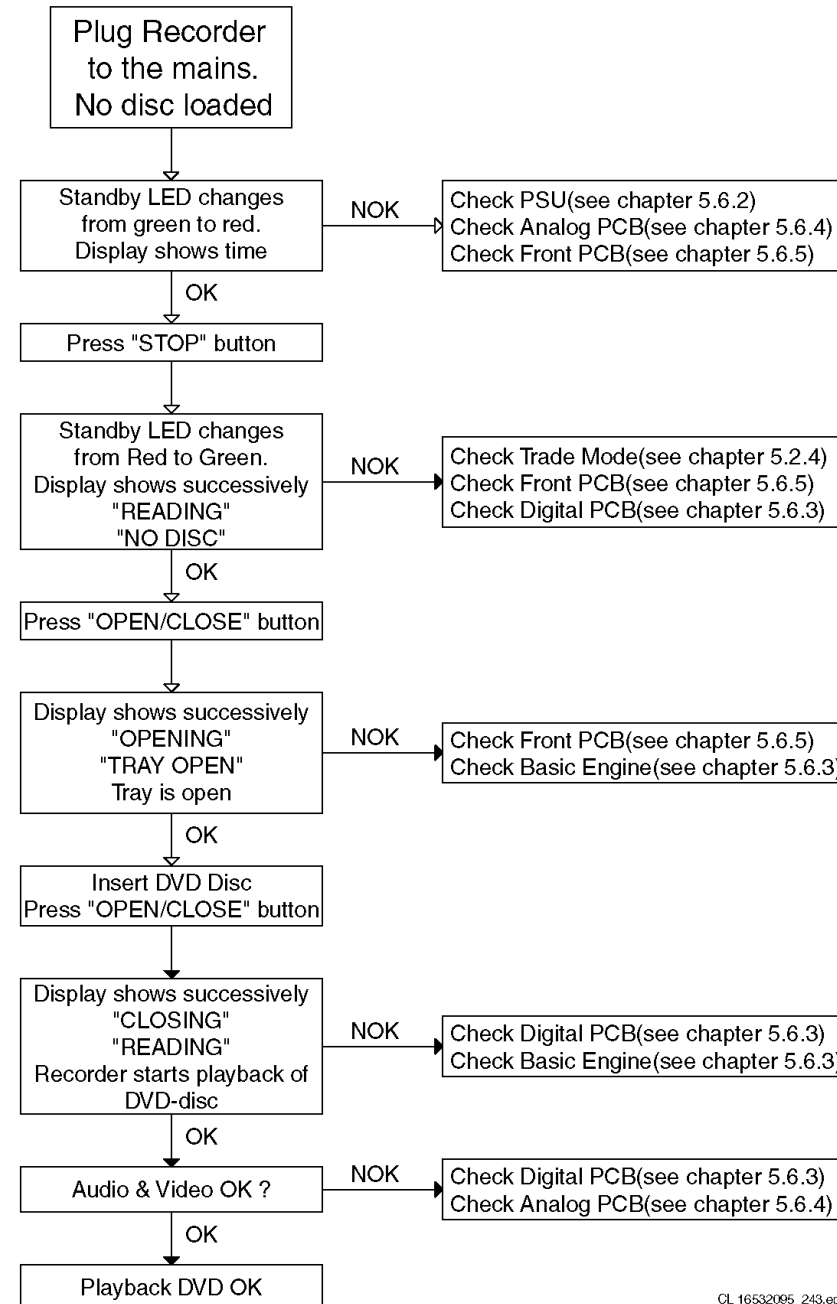 Plug Recorder
to the mains.
No disc loaded
Standby LED changes
from green to red.
Display shows time
NOK
Check PSU(see chapter 5.6.2)
Check Analog PCB(see chapter 5.6.4)
Check Front PCB(see chapter 5.6.5)
OK
Press "STOP" button
Standby LED changes
from Red to Green.
Display shows successively
"READING"
"NO DISC"
NOK
Check Trade Mode(see chapter 5.2.4)
Check Front PCB(see chapter 5.6.5)
Check Digital PCB(see chapter 5.6.3)
OK
Press "OPEN/CLOSE" button
Display shows successively
"OPENING"
"TRAY OPEN"
Tray is open
NOK
Check Front PCB(see chapter 5.6.5)
Check Basic Engine(see chapter 5.6.3)
OK
Insert DVD Disc
Press "OPEN/CLOSE" button
Display shows successively
"CLOSING"
"READING"
Recorder starts playback of
DVD-disc
NOK
Check Digital PCB(see chapter 5.6.3)
Check Basic Engine(see chapter 5.6.3)
OK
Audio & Video OK ?
NOK
Check Digital PCB(see chapter 5.6.3)
Check Analog PCB(see chapter 5.6.4)
OK
Playback DVD OK
CL 16532095_243.ep